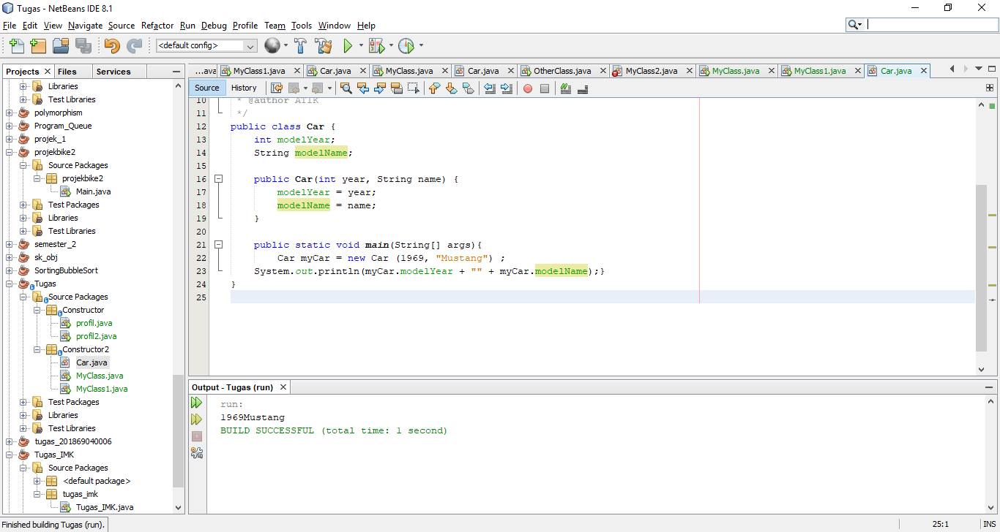 Tugas - NetBeans IDE 8.1
File Edit View Navigate Source Refactor Run Debug Profile Team Tools Window Help
<default config>
Projects Files Services
Libraries
Test Libraries
polymorphism
Program_Queue
projek_1
projekbike2
Source Packages
projekbike2
Main.java
Test Packages
Libraries
Test Libraries
semester_2
sk_obj
SortingBubbleSort
Tugas
Source Packages
Constructor
profil.java
profil2.java
Constructor2
Car.java
MyClass.java
MyClass1.java
Test Packages
Libraries
Test Libraries
tugas_201869040006
Tugas_IMK
Source Packages
<default package>
tugas_imk
Tugas_IMK.java
...ava MyClass1.java Car.java MyClass.java Car.java OtherClass.java MyClass2.java MyClass.java MyClass1.java Car.java
Source History
10 * @author ATIK
11 */
12 public class Car {
13 int modelYear;
14 String modelName;
15
16 public Car(int year, String name) {
17 modelYear = year;
18 modelName = name;
19 }
20
21 public static void main(String[] args){
22 Car myCar = new Car (1969, "Mustang") ;
23 System.out.println(myCar.modelYear + "" + myCar.modelName);}
24 }
25
Output - Tugas (run)
run:
1969Mustang
BUILD SUCCESSFUL (total time: 1 second)
Finished building Tugas (run).
25:1 INS